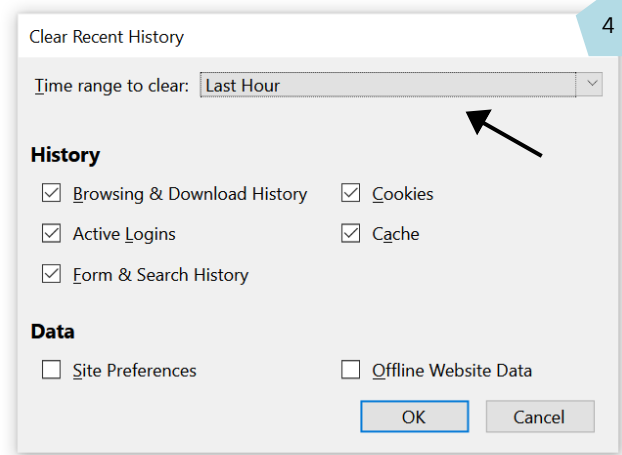 4
Clear Recent History
Time range to clear: Last Hour
History
Browsing & Download History Cookies
Active Logins Cache
Form & Search History
Data
Site Preferences Offline Website Data
OK Cancel